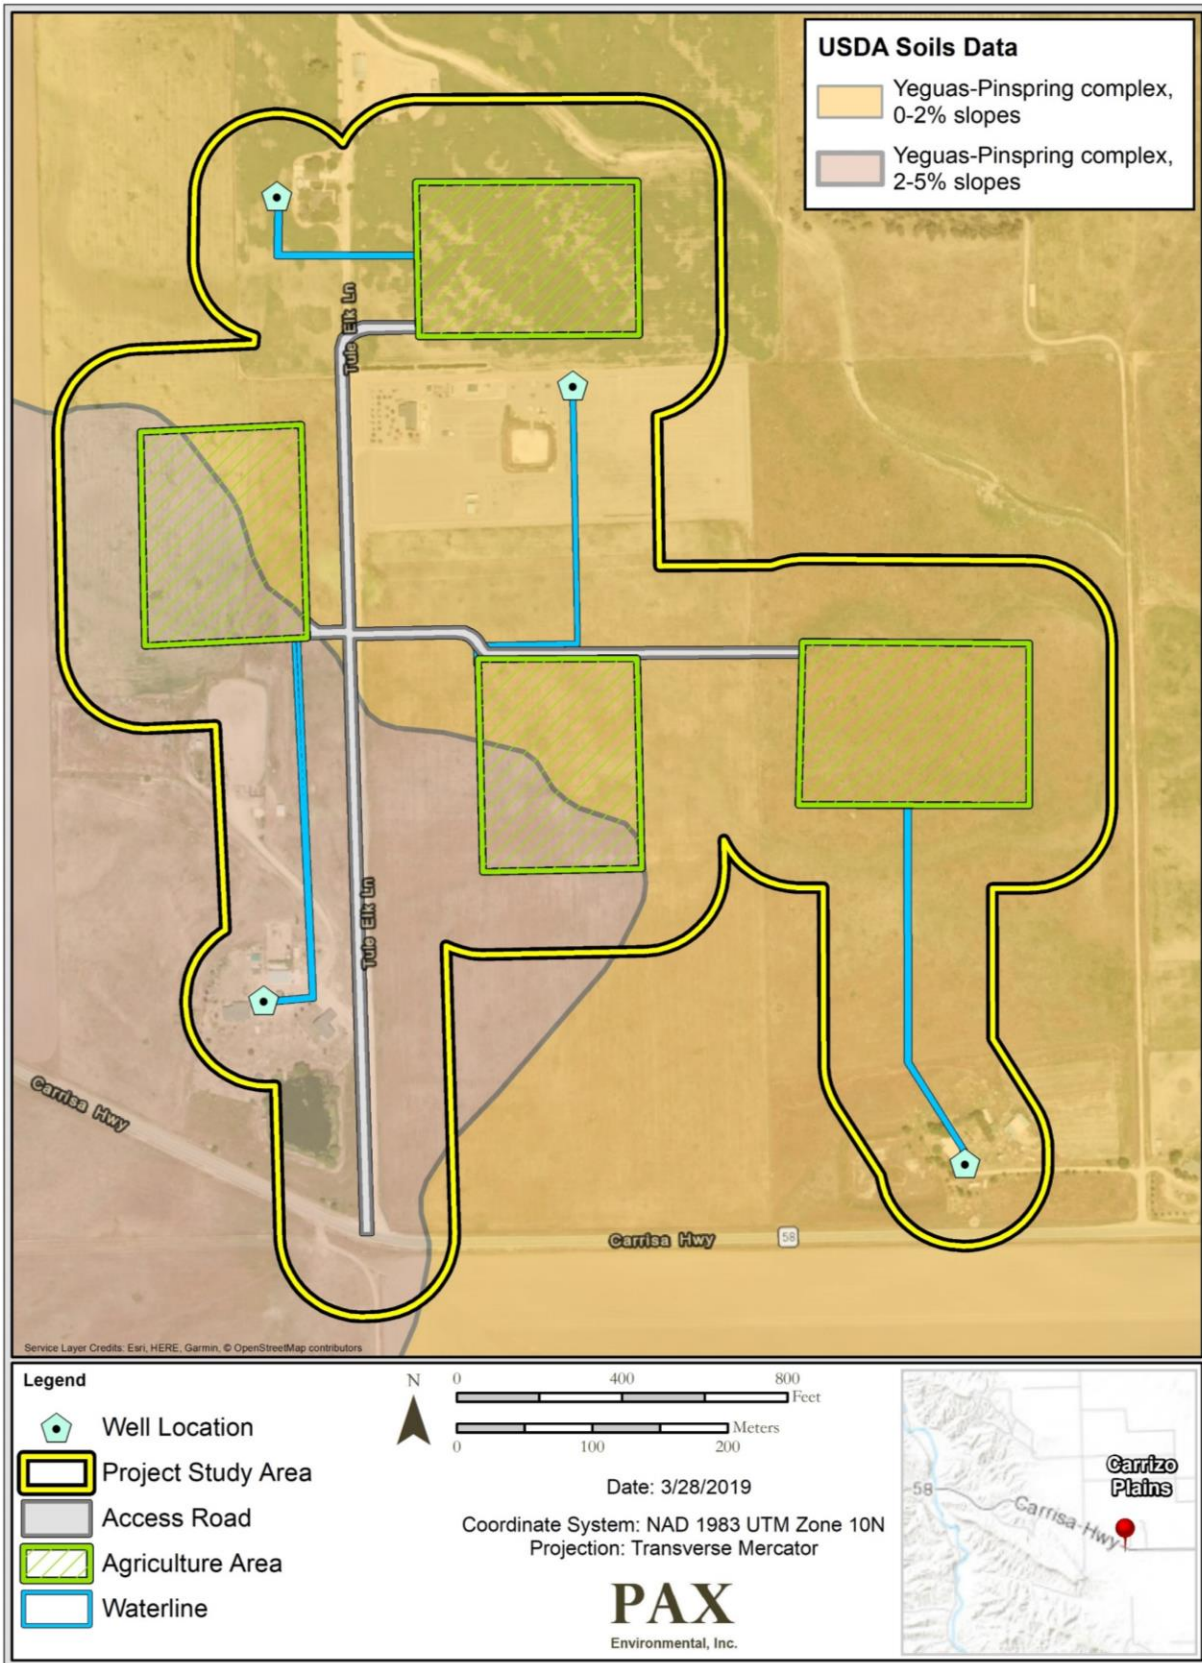 USDA Soils Data
Yeguas-Pinspring complex,
0-2% slopes
Yeguas-Pinspring complex,
2-5% slopes
Tule Elk Ln
Tule Elk Ln
Carrisa Hwy
Carrisa Hwy
58
Service Layer Credits: Esri, HERE, Garmin, © OpenStreetMap contributors
Legend
Well Location
Project Study Area
Access Road
Agriculture Area
Waterline
N
0 400 800
Feet
Meters
0 100 200
Date: 3/28/2019
Coordinate System: NAD 1983 UTM Zone 10N
Projection: Transverse Mercator
PAX
Environmental, Inc.
Carrizo
Plains
58
Carrisa Hwy